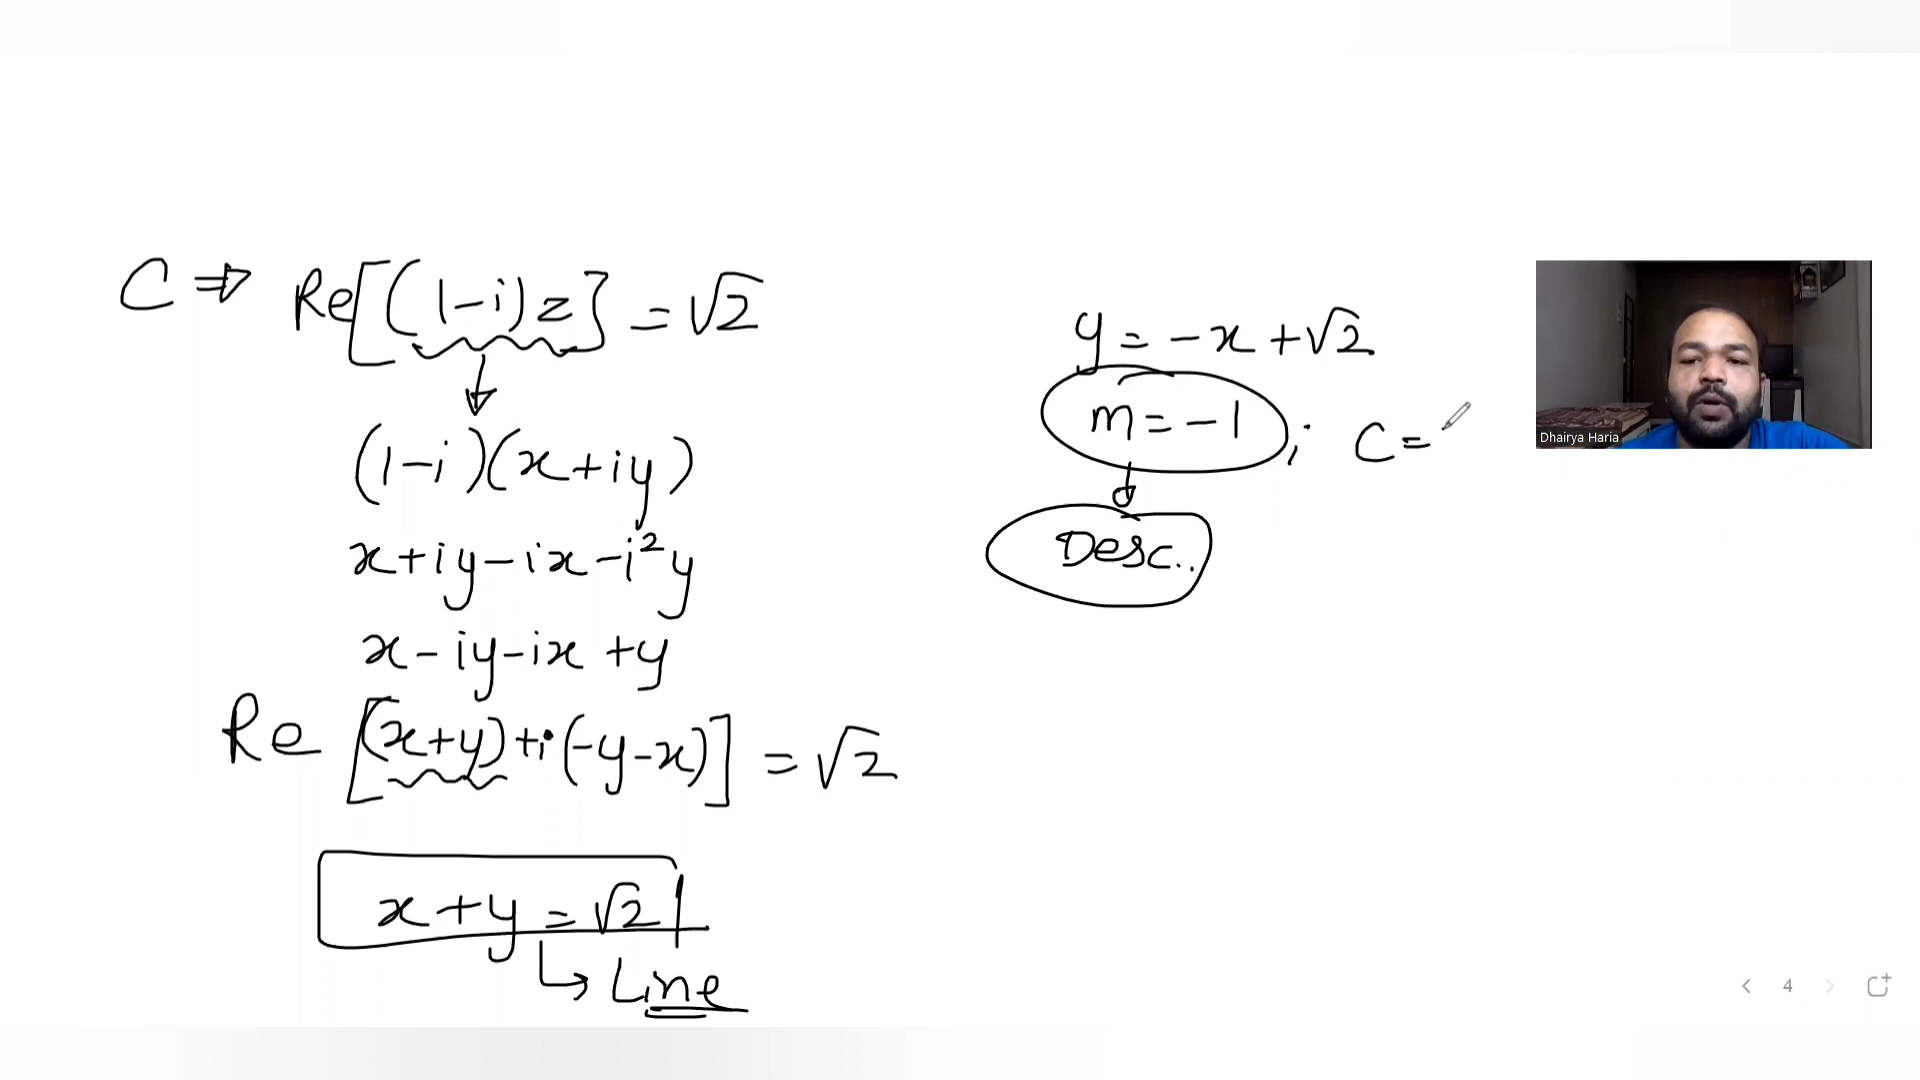 C ⇒ Re[(1-i)z] = √2
(1-i)(x+iy)
x+iy-ix-i²y
x-iy-ix+y
Re [(x+y)+i(-y-x)] = √2
x+y=√2
↳ Line
y = -x+√2
m = -1 ; C =
Desc..
Dhairya Haria
< 4 >